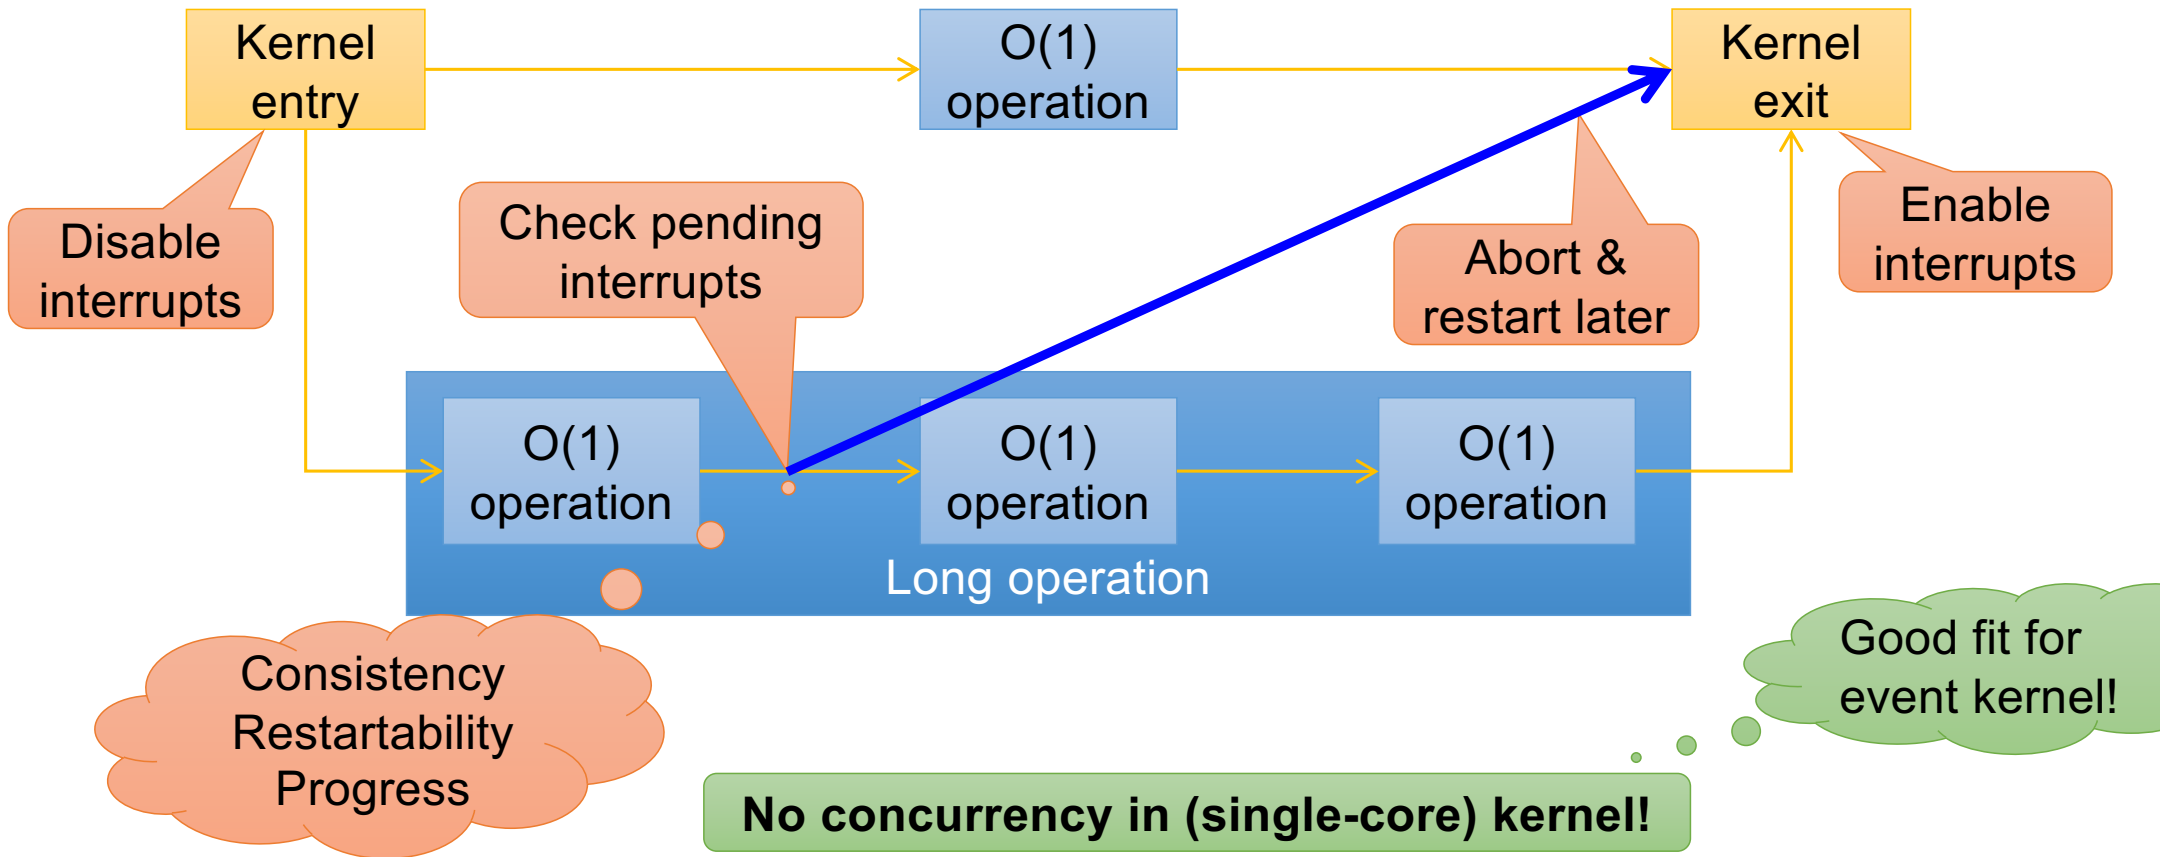 Kernel
entry
O(1)
operation
Kernel
exit
Disable
interrupts
Check pending
interrupts
Abort &
restart later
Enable
interrupts
O(1)
operation
O(1)
operation
O(1)
operation
Long operation
Consistency
Restartability
Progress
Good fit for
event kernel!
No concurrency in (single-core) kernel!